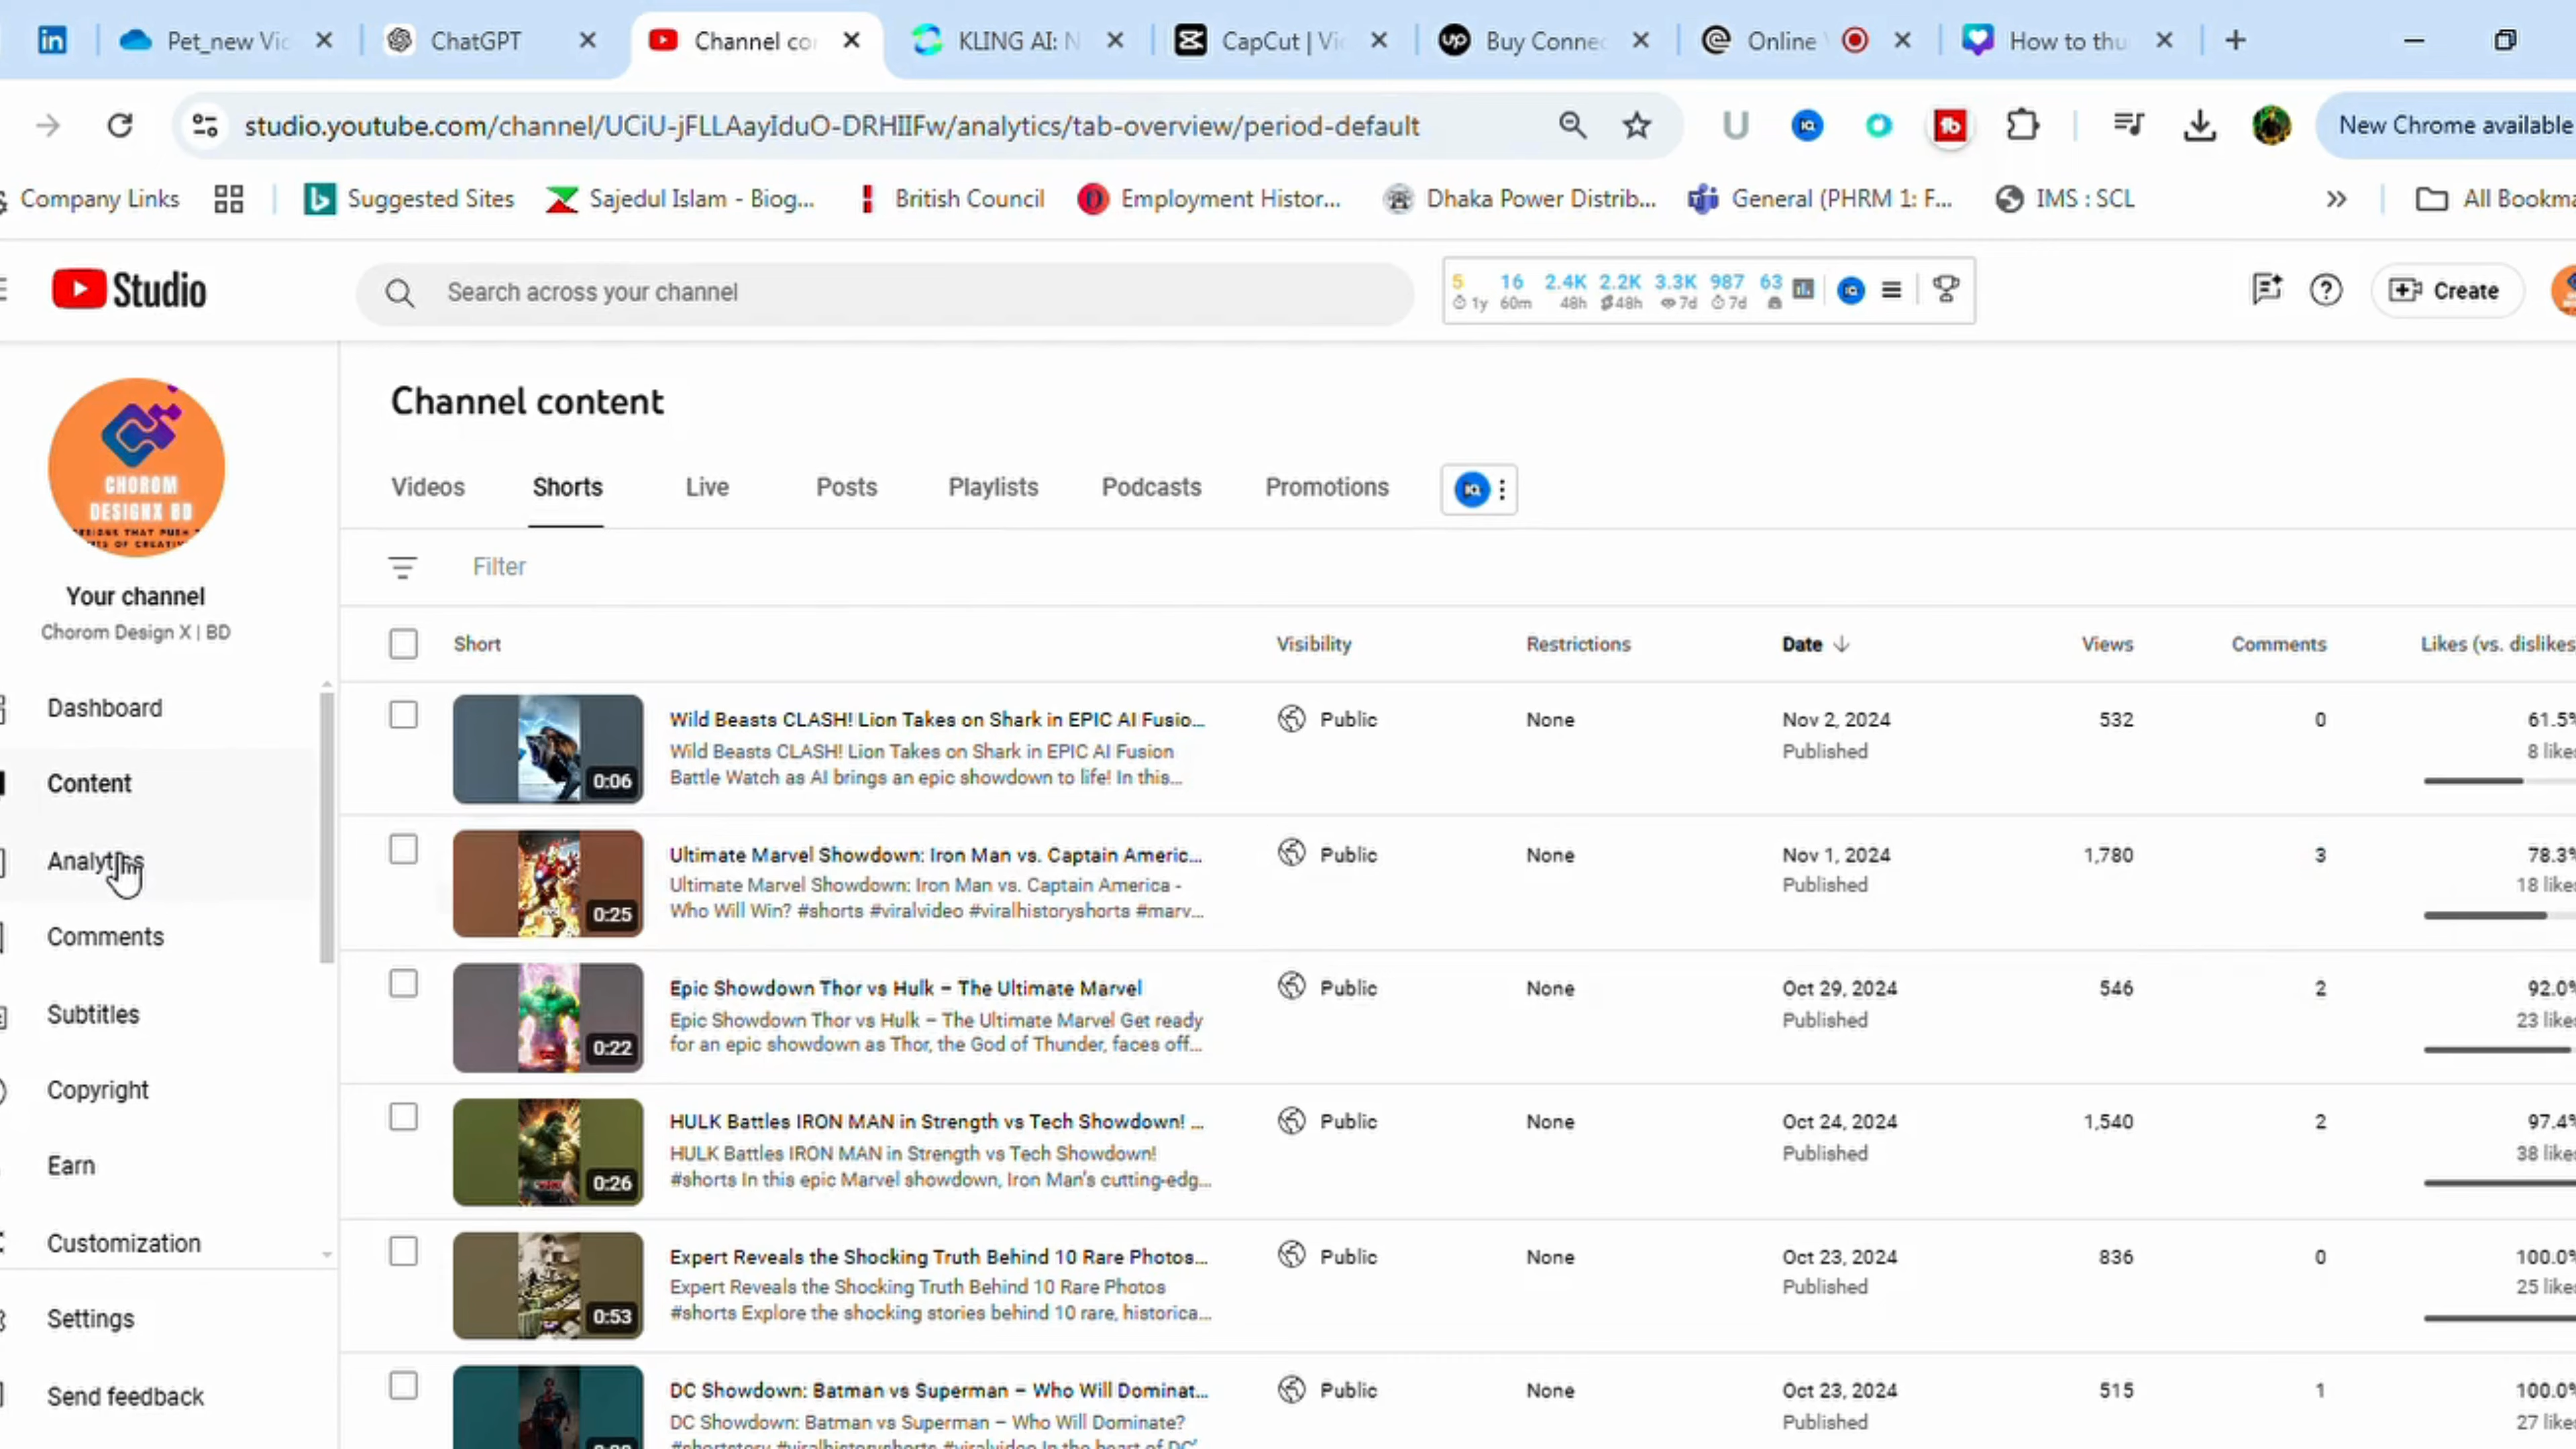 Pet_new Vic
ChatGPT
Channel co
KLING AI: N
CapCut | Vi
Buy Connec
Online
How to thu
studio.youtube.com/channel/UCiU-jFLLAayIduO-DRHIIFw/analytics/tab-overview/period-default
New Chrome available
Company Links
Suggested Sites
Sajedul Islam - Biog...
British Council
Employment Histor...
Dhaka Power Distrib...
General (PHRM 1: F...
IMS : SCL
All Bookma
Studio
Search across your channel
5 16 2.4K 2.2K 3.3K 987 63
1y 60m 48h 48h 7d 7d
Create
CHOROM
DESIGNX BD
Your channel
Chorom Design X | BD
Dashboard
Content
Analytics
Comments
Subtitles
Copyright
Earn
Customization
Settings
Send feedback
Channel content
Videos Shorts Live Posts Playlists Podcasts Promotions
Filter
Short Visibility Restrictions Date Views Comments Likes (vs. dislikes
0:06
Wild Beasts CLASH! Lion Takes on Shark in EPIC AI Fusio... Public None Nov 2, 2024 532 0 61.5%
Wild Beasts CLASH! Lion Takes on Shark in EPIC AI Fusion Published 8 like
Battle Watch as AI brings an epic showdown to life! In this...
0:25
Ultimate Marvel Showdown: Iron Man vs. Captain Americ... Public None Nov 1, 2024 1,780 3 78.3%
Ultimate Marvel Showdown: Iron Man vs. Captain America - Published 18 like
Who Will Win? #shorts #viralvideo #viralhistoryshorts #marv...
0:22
Epic Showdown Thor vs Hulk – The Ultimate Marvel Public None Oct 29, 2024 546 2 92.0%
Epic Showdown Thor vs Hulk – The Ultimate Marvel Get ready Published 23 like
for an epic showdown as Thor, the God of Thunder, faces off...
0:26
HULK Battles IRON MAN in Strength vs Tech Showdown! ... Public None Oct 24, 2024 1,540 2 97.4%
HULK Battles IRON MAN in Strength vs Tech Showdown! Published 38 like
#shorts In this epic Marvel showdown, Iron Man's cutting-edg...
0:53
Expert Reveals the Shocking Truth Behind 10 Rare Photos... Public None Oct 23, 2024 836 0 100.0%
Expert Reveals the Shocking Truth Behind 10 Rare Photos Published 25 like
#shorts Explore the shocking stories behind 10 rare, historica...
DC Showdown: Batman vs Superman – Who Will Dominat... Public None Oct 23, 2024 515 1 100.0%
DC Showdown: Batman vs Superman – Who Will Dominate? Published 27 like
#shortstory #viralhistoryshorts #viralvideo In the heart of DC'